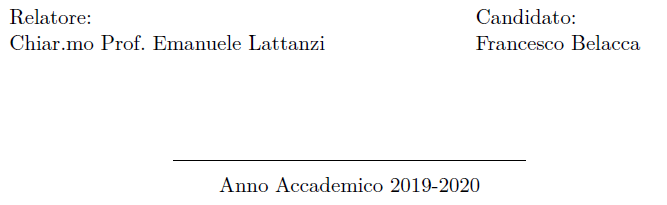 Relatore:
Chiar.mo Prof. Emanuele Lattanzi
Candidato:
Francesco Belacca
Anno Accademico 2019-2020